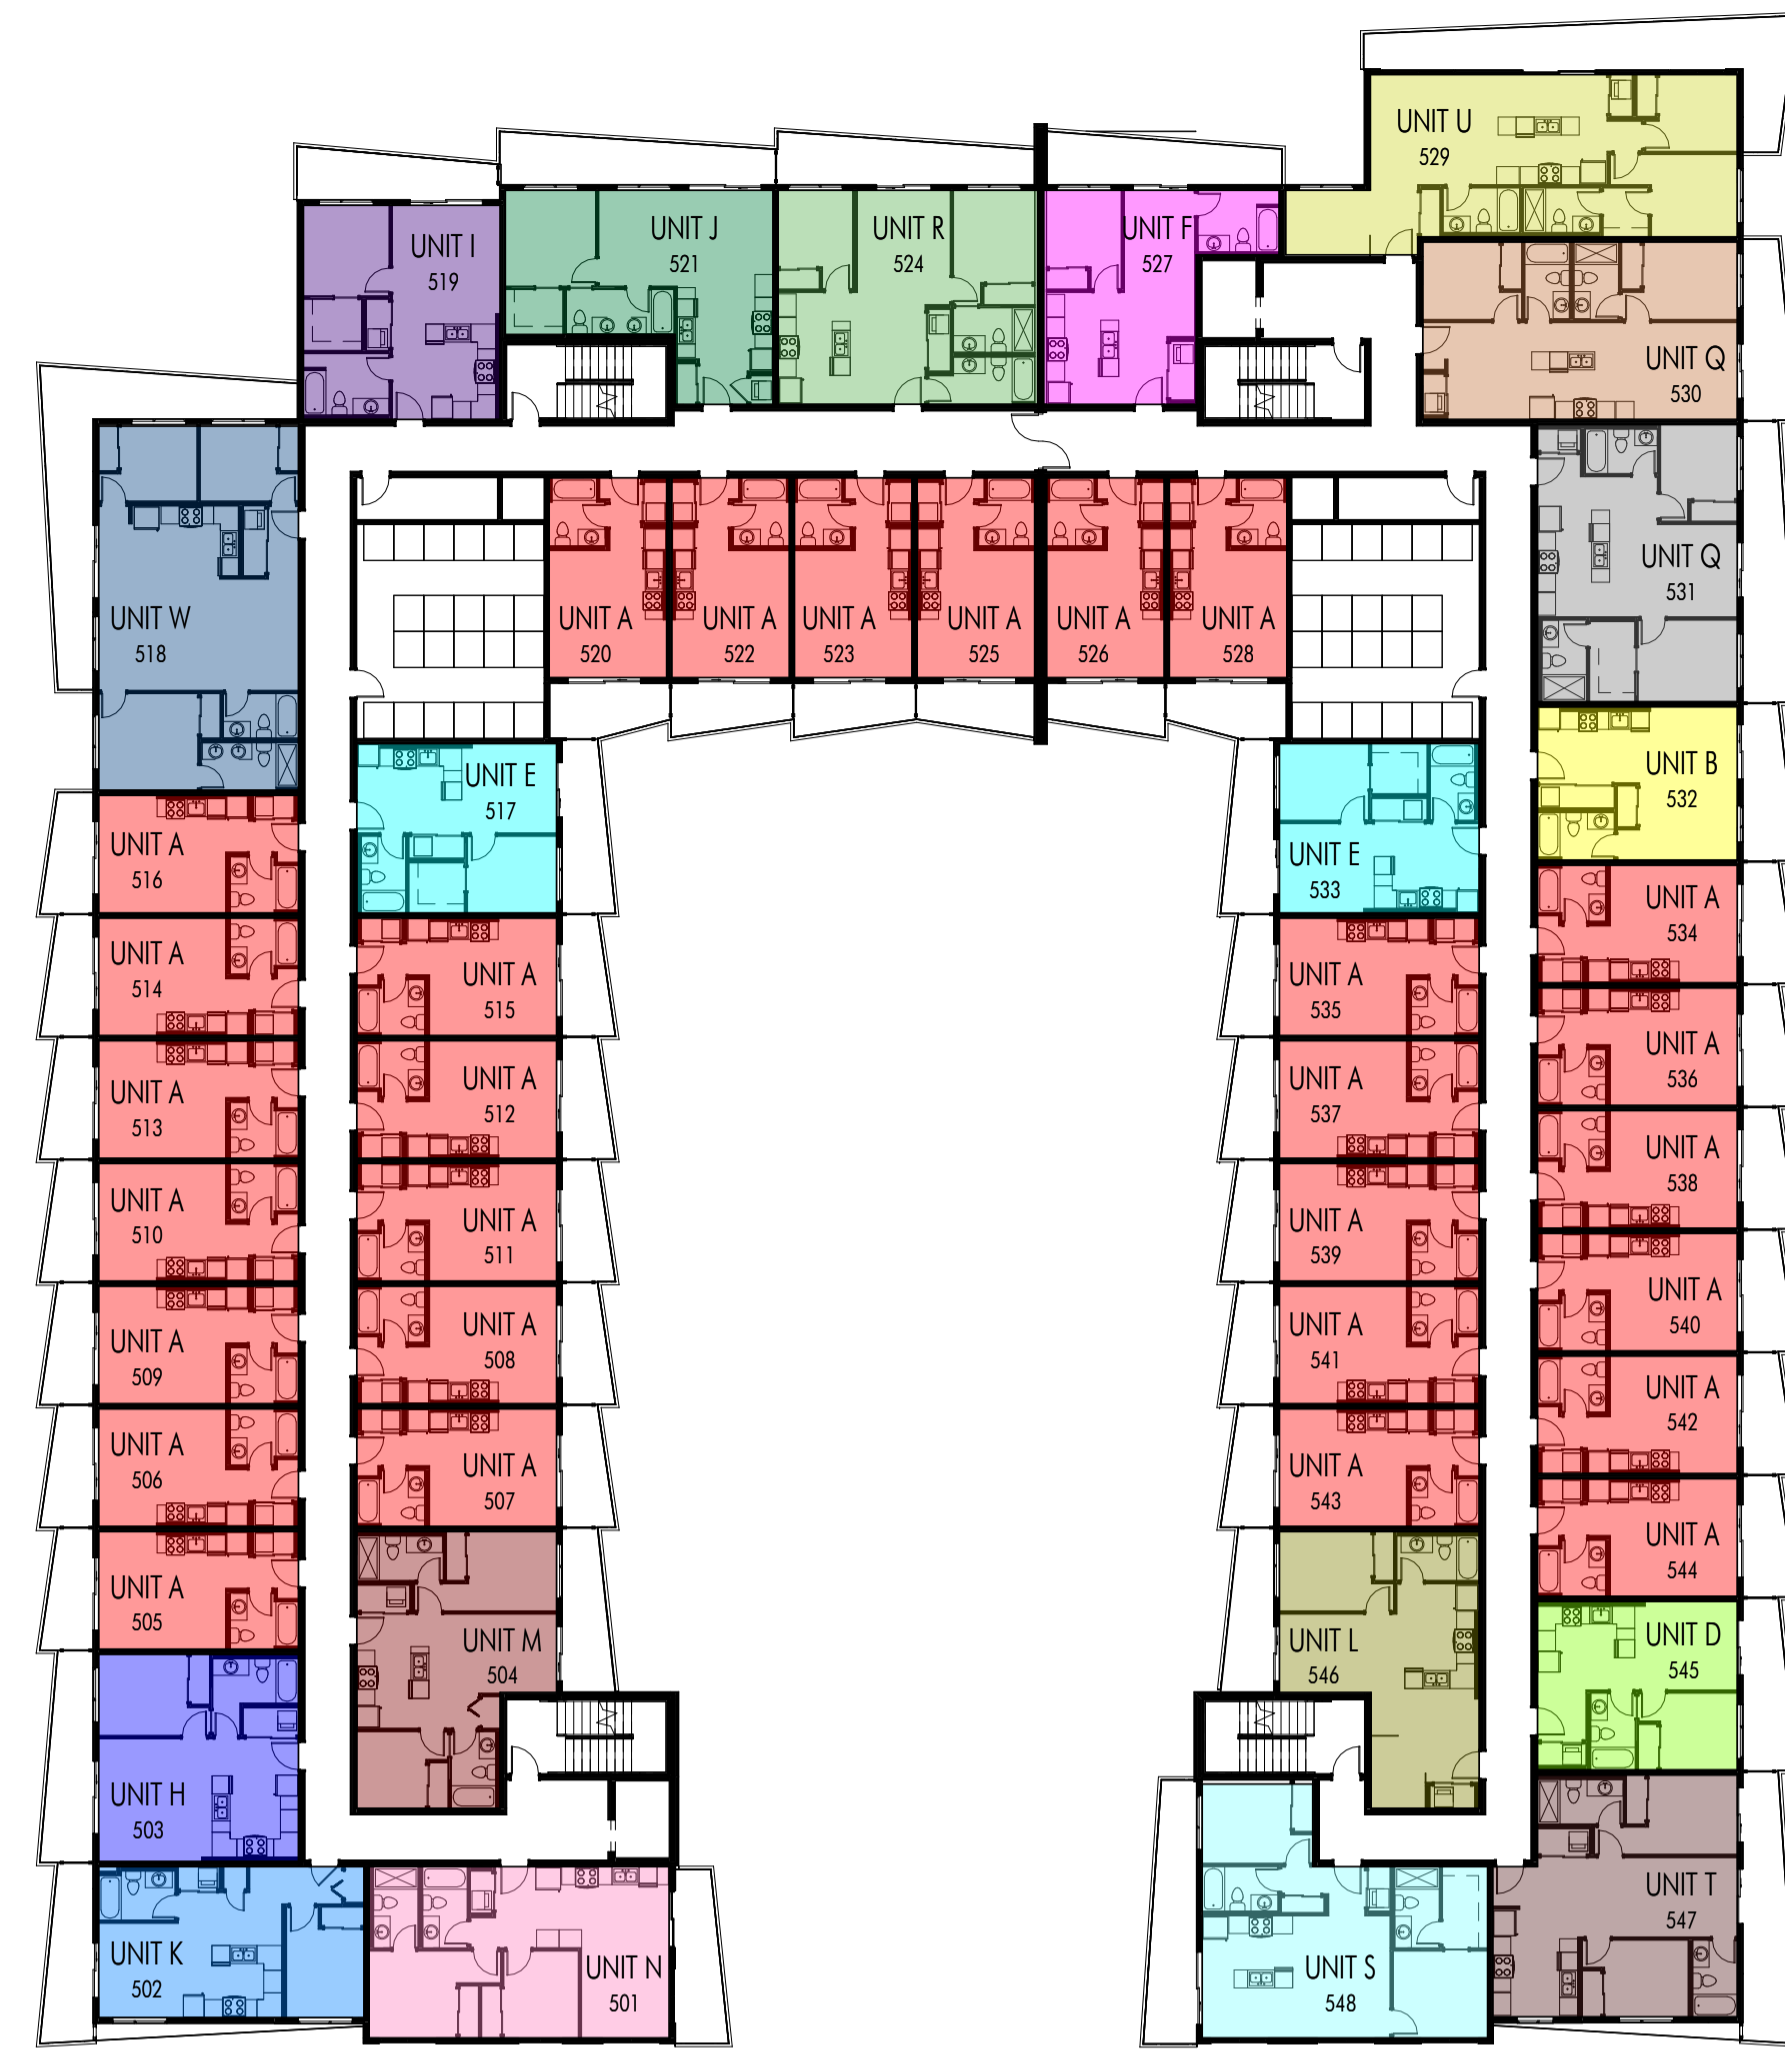 UNIT U
529
UNIT I
519
UNIT J
521
UNIT R
524
UNIT F
527
UNIT Q
530
UNIT Q
531
UNIT W
518
UNIT A
520
UNIT A
522
UNIT A
523
UNIT A
525
UNIT A
526
UNIT A
528
UNIT E
517
UNIT E
533
UNIT B
532
UNIT A
516
UNIT A
534
UNIT A
514
UNIT A
515
UNIT A
535
UNIT A
536
UNIT A
513
UNIT A
512
UNIT A
537
UNIT A
538
UNIT A
510
UNIT A
511
UNIT A
539
UNIT A
540
UNIT A
509
UNIT A
508
UNIT A
541
UNIT A
542
UNIT A
506
UNIT A
507
UNIT A
543
UNIT A
544
UNIT A
505
UNIT M
504
UNIT L
546
UNIT D
545
UNIT H
503
UNIT T
547
UNIT K
502
UNIT N
501
UNIT S
548